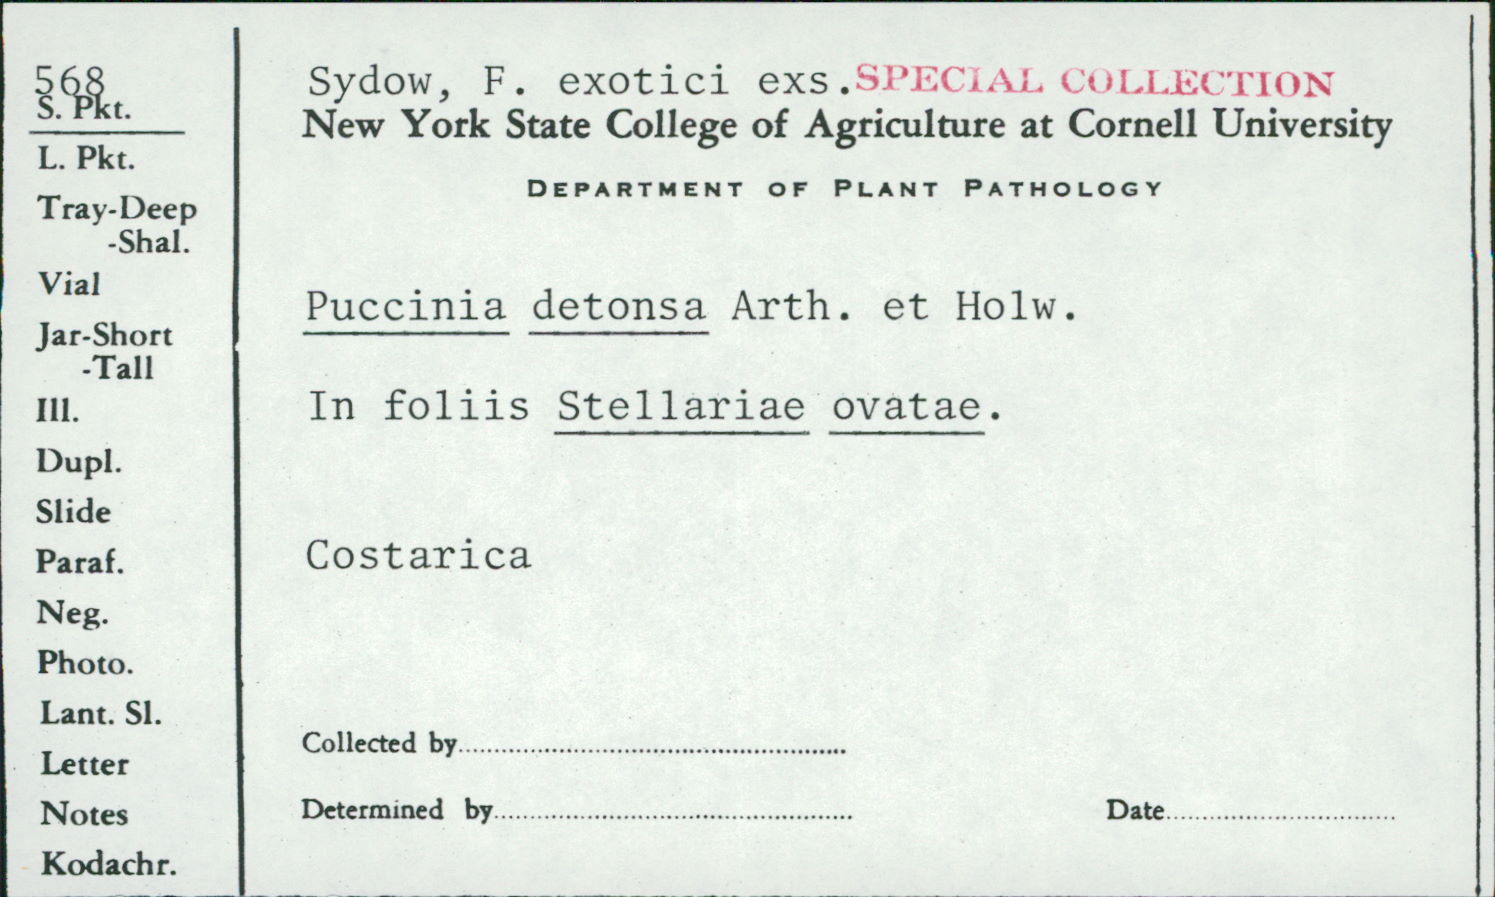 568
S. Pkt.
L. Pkt.
Tray-Deep
-Shal.
Vial
Jar-Short
-Tall
Ill.
Dupl.
Slide
Paraf.
Neg.
Photo.
Lant. Sl.
Letter
Notes
Kodachr.
Sydow, F. exotici exs. SPECIAL COLLECTION
New York State College of Agriculture at Cornell University
DEPARTMENT OF PLANT PATHOLOGY
Puccinia detonsa Arth. et Holw.
In foliis Stellariae ovatae.
Costarica
Collected by
Determined by
Date